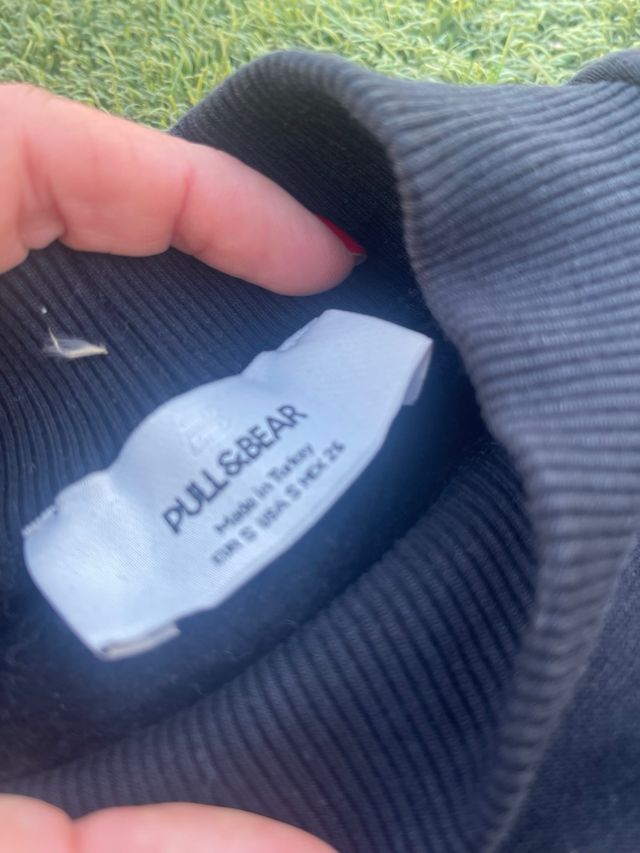 PULL&BEAR
Made in Turkey
EUR S USA S MEX 26